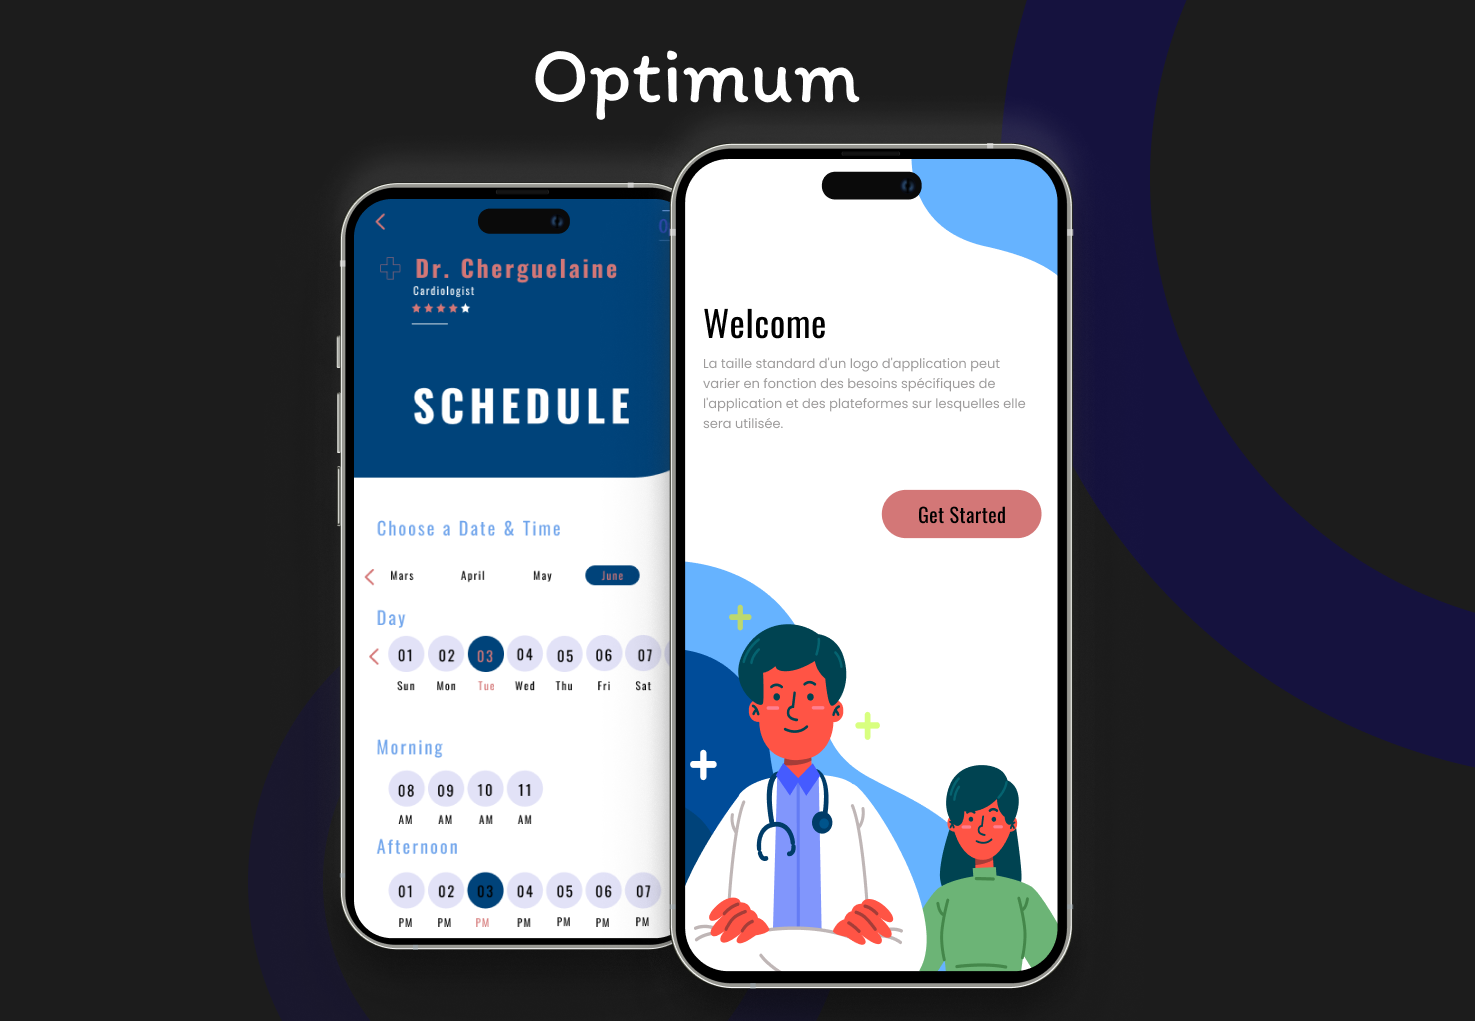 Optimum
Dr. Cherguelaine
Cardiologist
SCHEDULE
Choose a Date & Time
Mars April May June
Day
01 02 03 04 05 06 07
Sun Mon Tue Wed Thu Fri Sat
Morning
08 09 10 11
AM AM AM AM
Afternoon
01 02 03 04 05 06 07
PM PM PM PM PM PM PM
Welcome
La taille standard d'un logo d'application peut
varier en fonction des besoins spécifiques de
l'application et des plateformes sur lesquelles elle
sera utilisée.
Get Started